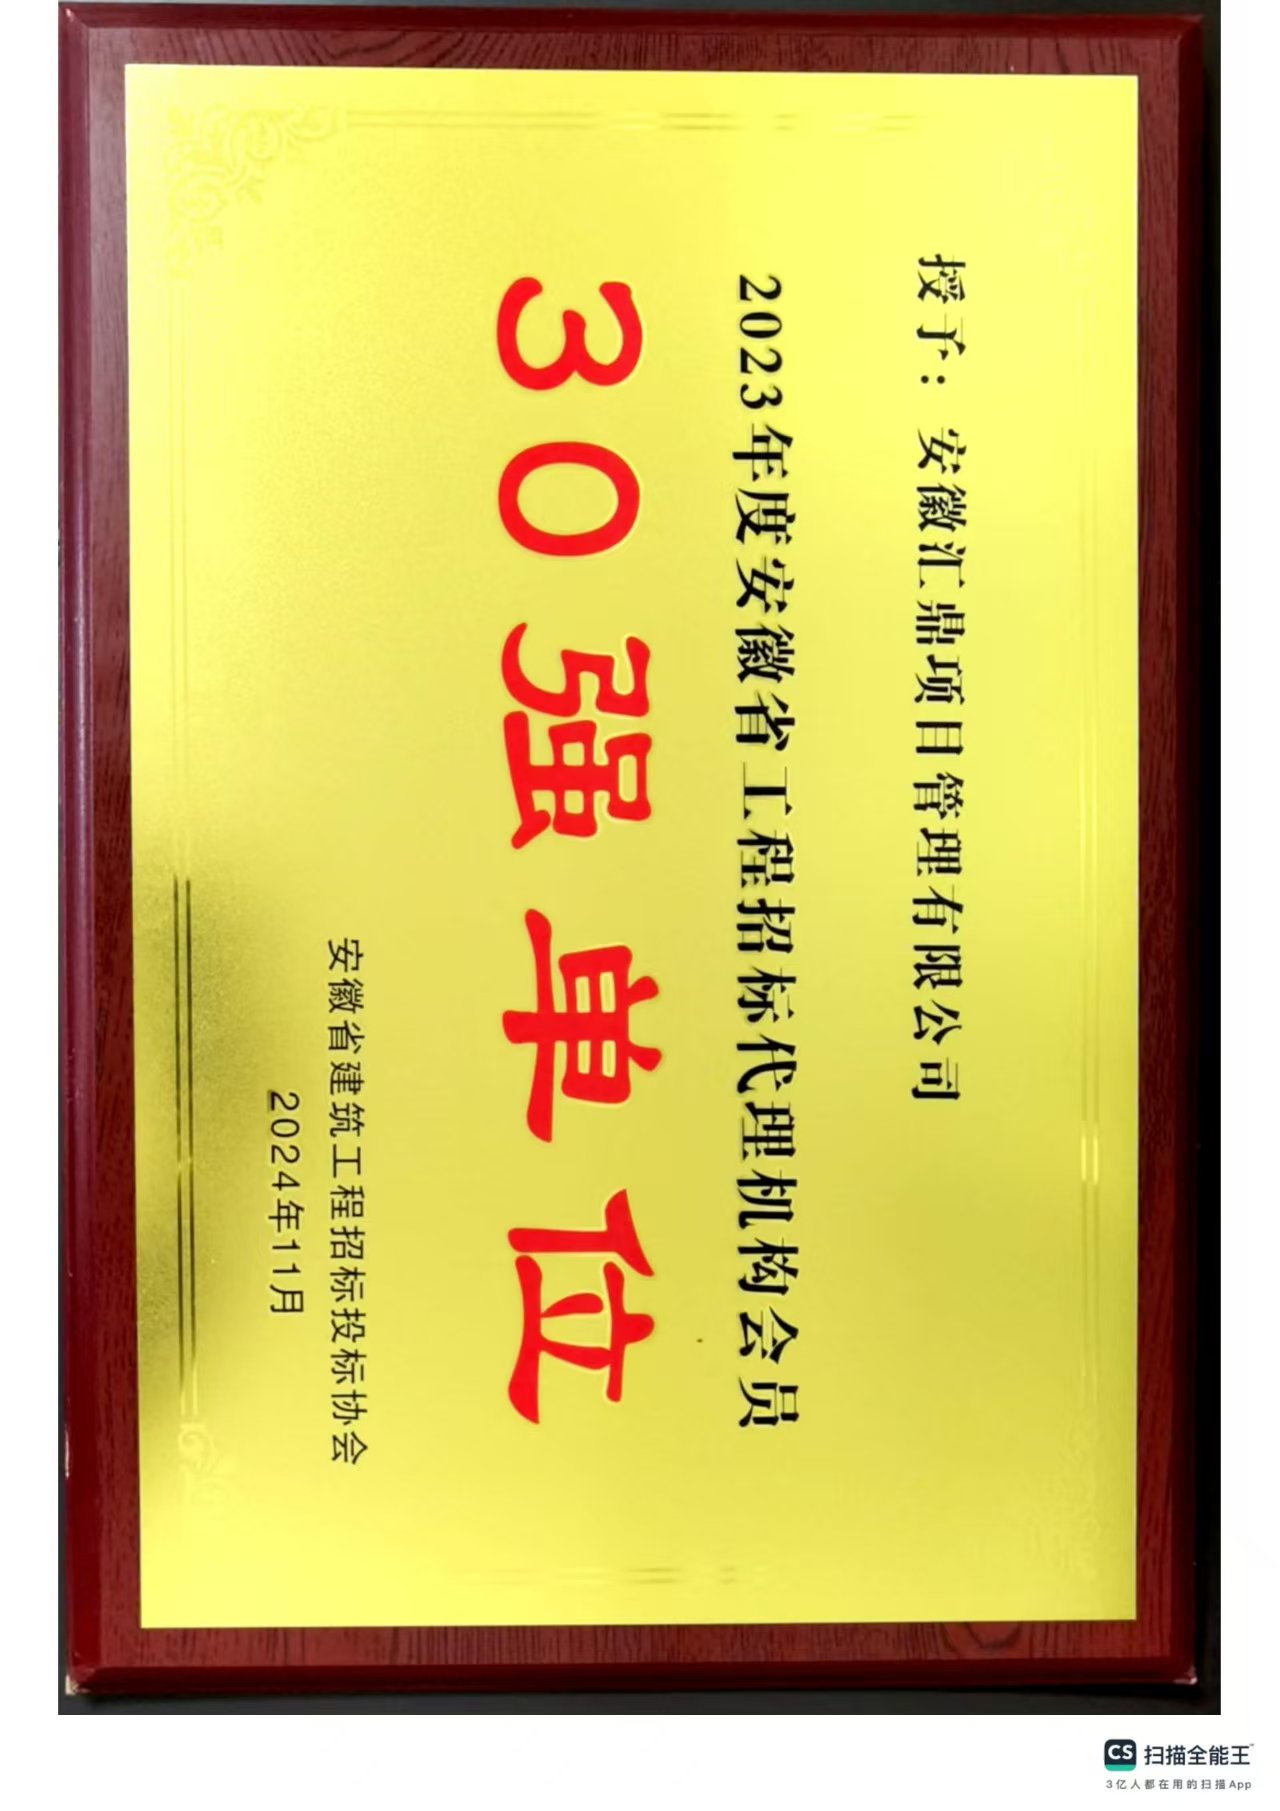 授予：安徽汇鼎项目管理有限公司
2023年度安徽省工程招标代理机构会员
30强单位
安徽省建筑工程招标投标协会
2024年11月
CS 扫描全能王
3亿人都在用的扫描App